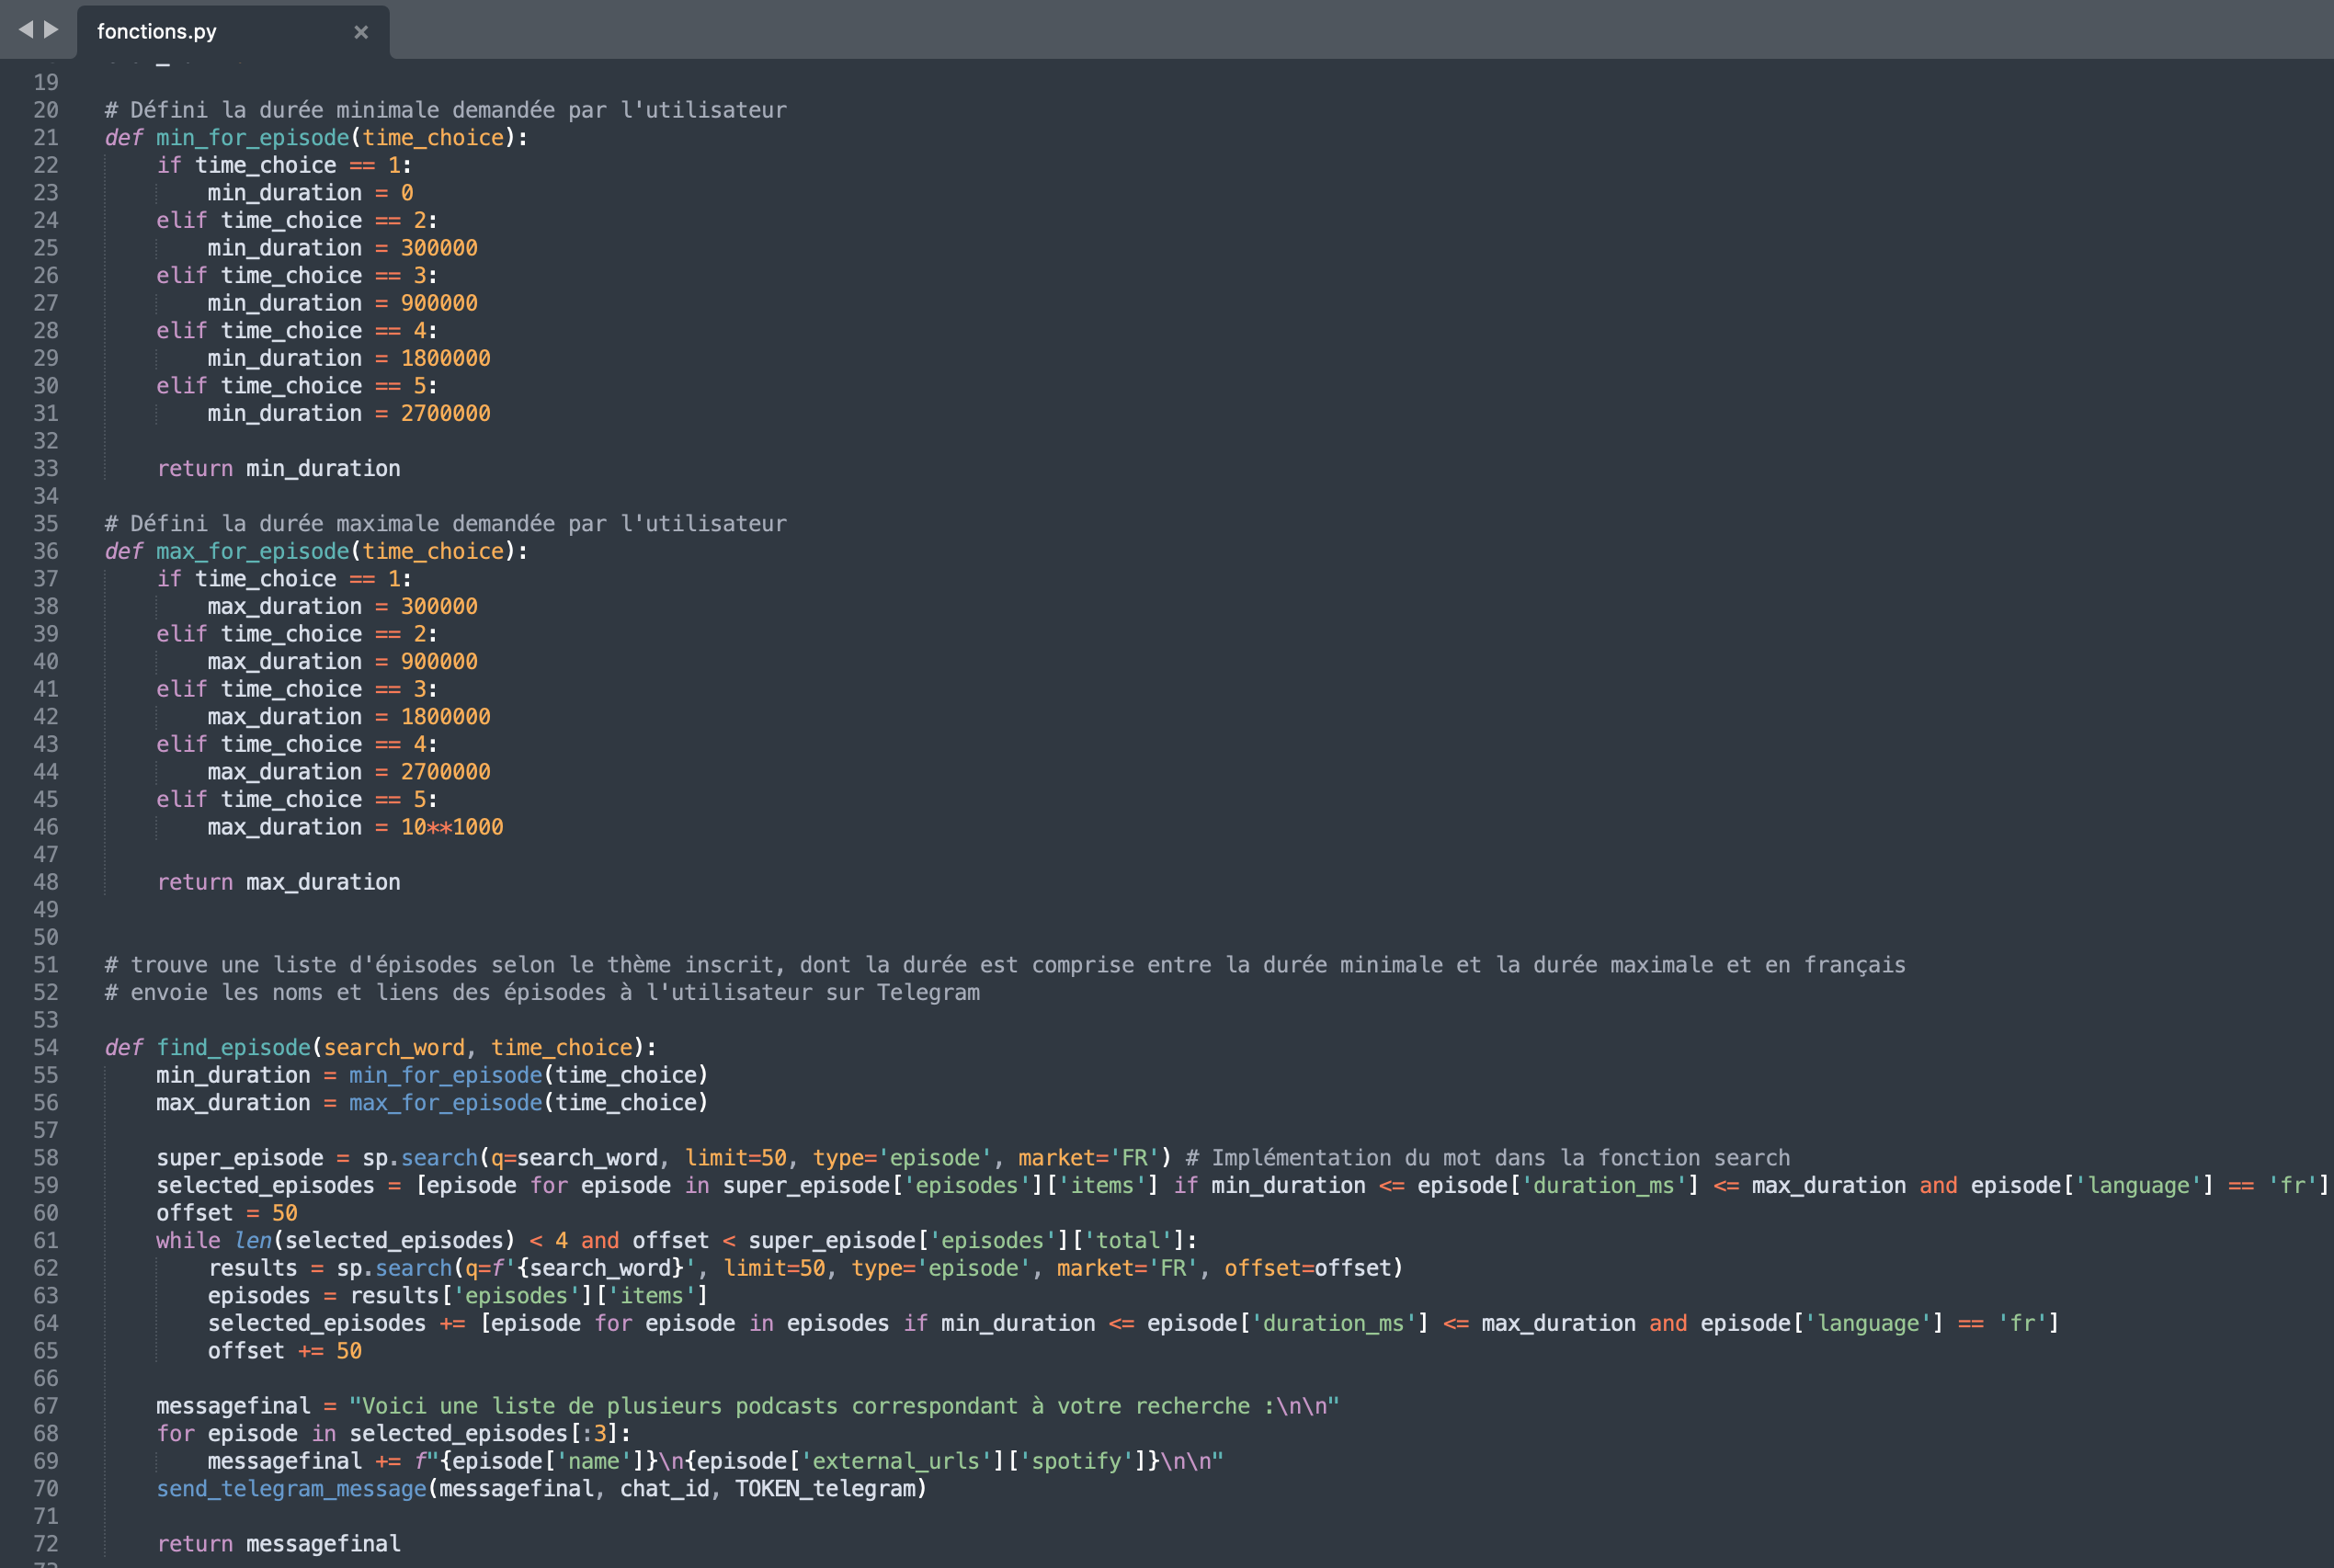 fonctions.py
19
20 # Défini la durée minimale demandée par l'utilisateur
21 def min_for_episode(time_choice):
22     if time_choice == 1:
23         min_duration = 0
24     elif time_choice == 2:
25         min_duration = 300000
26     elif time_choice == 3:
27         min_duration = 900000
28     elif time_choice == 4:
29         min_duration = 1800000
30     elif time_choice == 5:
31         min_duration = 2700000
32
33     return min_duration
34
35 # Défini la durée maximale demandée par l'utilisateur
36 def max_for_episode(time_choice):
37     if time_choice == 1:
38         max_duration = 300000
39     elif time_choice == 2:
40         max_duration = 900000
41     elif time_choice == 3:
42         max_duration = 1800000
43     elif time_choice == 4:
44         max_duration = 2700000
45     elif time_choice == 5:
46         max_duration = 10**1000
47
48     return max_duration
49
50
51 # trouve une liste d'épisodes selon le thème inscrit, dont la durée est comprise entre la durée minimale et la durée maximale et en français
52 # envoie les noms et liens des épisodes à l'utilisateur sur Telegram
53
54 def find_episode(search_word, time_choice):
55     min_duration = min_for_episode(time_choice)
56     max_duration = max_for_episode(time_choice)
57
58     super_episode = sp.search(q=search_word, limit=50, type='episode', market='FR') # Implémentation du mot dans la fonction search
59     selected_episodes = [episode for episode in super_episode['episodes']['items'] if min_duration <= episode['duration_ms'] <= max_duration and episode['language'] == 'fr']
60     offset = 50
61     while len(selected_episodes) < 4 and offset < super_episode['episodes']['total']:
62         results = sp.search(q=f'{search_word}', limit=50, type='episode', market='FR', offset=offset)
63         episodes = results['episodes']['items']
64         selected_episodes += [episode for episode in episodes if min_duration <= episode['duration_ms'] <= max_duration and episode['language'] == 'fr']
65         offset += 50
66
67     messagefinal = "Voici une liste de plusieurs podcasts correspondant à votre recherche :\n\n"
68     for episode in selected_episodes[:3]:
69         messagefinal += f"{episode['name']}\n{episode['external_urls']['spotify']}\n\n"
70     send_telegram_message(messagefinal, chat_id, TOKEN_telegram)
71
72     return messagefinal